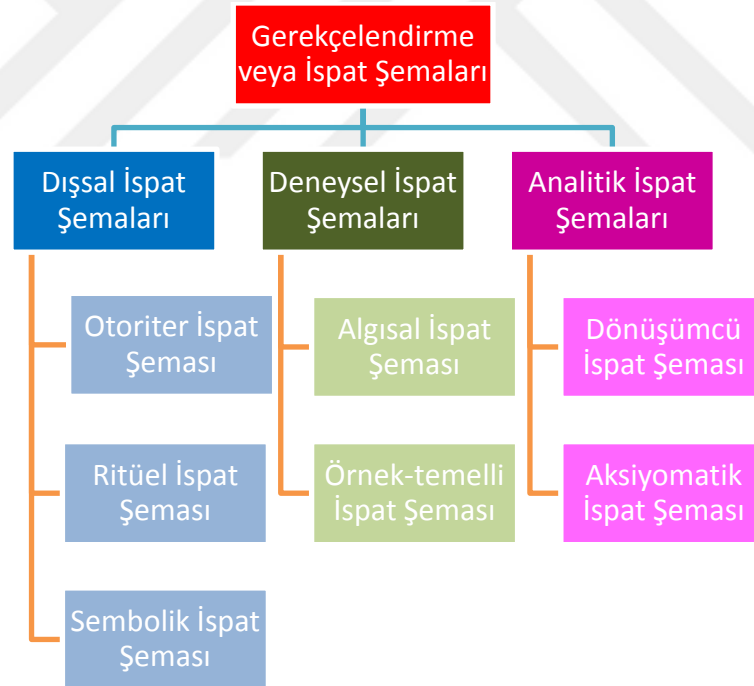 Gerekçelendirme
veya İspat Şemaları
Dışsal İspat
Şemaları
Deneysel İspat
Şemaları
Analitik İspat
Şemaları
Otoriter İspat
Şeması
Algısal İspat
Şeması
Dönüşümcü
İspat Şeması
Ritüel İspat
Şeması
Örnek-temelli
İspat Şeması
Aksiyomatik
İspat Şeması
Sembolik İspat
Şeması